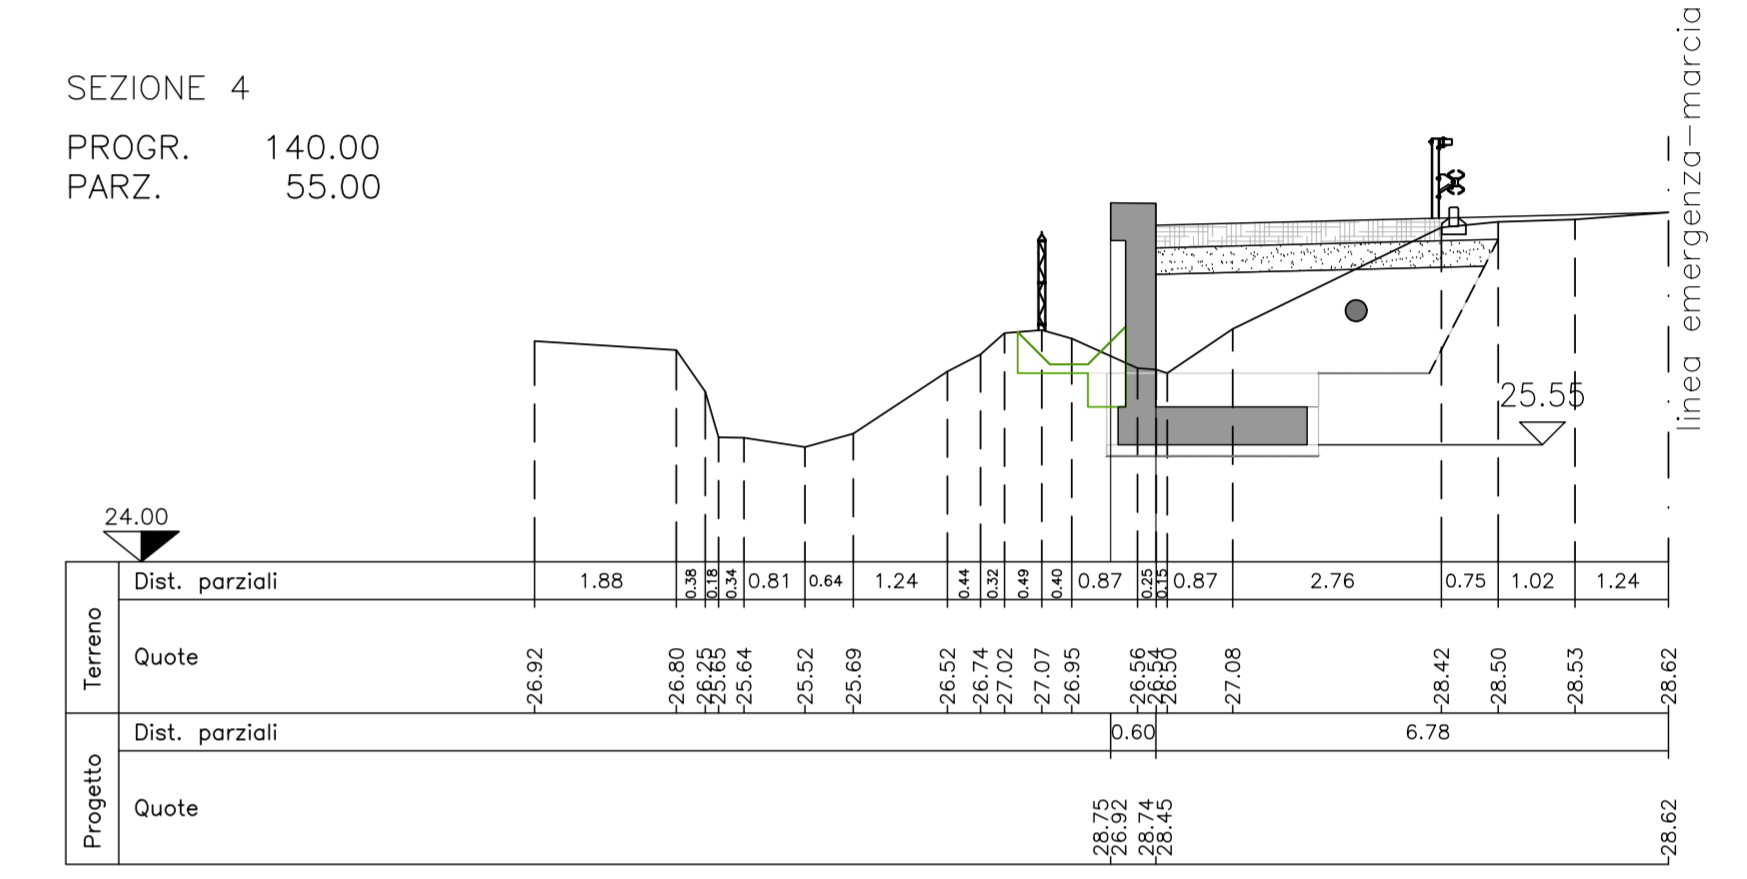 SEZIONE 4
PROGR. 140.00
PARZ. 55.00
linea emergenza-marcia
25.55
24.00
Terreno
Dist. parziali 1.88 0.38 0.18 0.34 0.81 0.64 1.24 0.44 0.32 0.49 0.40 0.87 0.25 0.15 0.87 2.76 0.75 1.02 1.24
Quote 26.92 26.80 26.25 25.65 25.64 25.52 25.69 26.52 26.74 27.02 27.07 26.95 26.56 26.54 26.50 27.08 28.42 28.50 28.53 28.62
Progetto
Dist. parziali 0.60 6.78
Quote 28.75 26.92 28.74 28.45 28.62